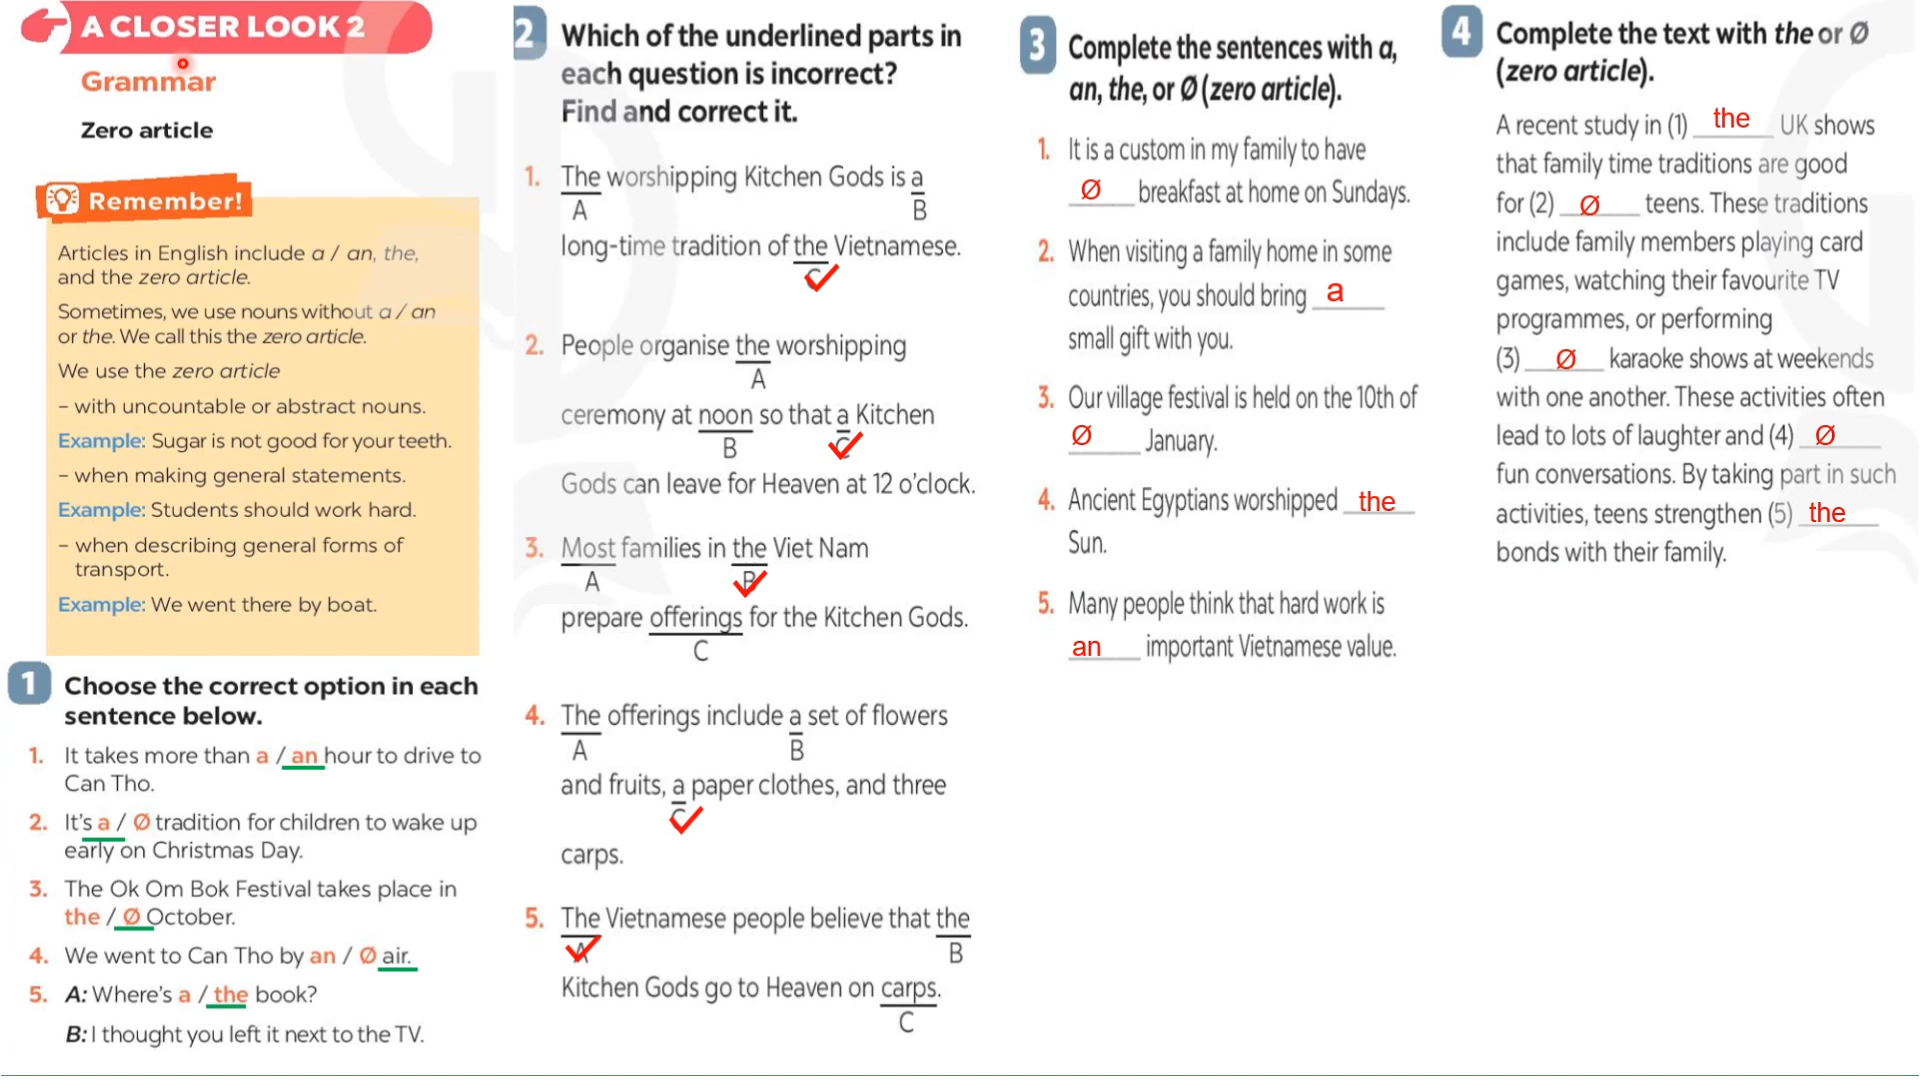 A CLOSER LOOK 2
Grammar
Zero article
Remember!
Articles in English include a / an, the,
and the zero article.
Sometimes, we use nouns without a / an
or the. We call this the zero article.
We use the zero article
– with uncountable or abstract nouns.
Example: Sugar is not good for your teeth.
– when making general statements.
Example: Students should work hard.
– when describing general forms of
transport.
Example: We went there by boat.
1 Choose the correct option in each
sentence below.
1. It takes more than a / an hour to drive to
Can Tho.
2. It's a / Ø tradition for children to wake up
early on Christmas Day.
3. The Ok Om Bok Festival takes place in
the / Ø October.
4. We went to Can Tho by an / Ø air.
5. A: Where's a / the book?
B: I thought you left it next to the TV.
2 Which of the underlined parts in
each question is incorrect?
Find and correct it.
1. The worshipping Kitchen Gods is a
A B
long-time tradition of the Vietnamese.
C
2. People organise the worshipping
A
ceremony at noon so that a Kitchen
B C
Gods can leave for Heaven at 12 o'clock.
3. Most families in the Viet Nam
A B
prepare offerings for the Kitchen Gods.
C
4. The offerings include a set of flowers
A B
and fruits, a paper clothes, and three
C
carps.
5. The Vietnamese people believe that the
A B
Kitchen Gods go to Heaven on carps.
C
3 Complete the sentences with a,
an, the, or Ø (zero article).
1. It is a custom in my family to have
Ø breakfast at home on Sundays.
2. When visiting a family home in some
countries, you should bring a
small gift with you.
3. Our village festival is held on the 10th of
Ø January.
4. Ancient Egyptians worshipped the
Sun.
5. Many people think that hard work is
an important Vietnamese value.
4 Complete the text with the or Ø
(zero article).
A recent study in (1) the UK shows
that family time traditions are good
for (2) Ø teens. These traditions
include family members playing card
games, watching their favourite TV
programmes, or performing
(3) Ø karaoke shows at weekends
with one another. These activities often
lead to lots of laughter and (4) Ø
fun conversations. By taking part in such
activities, teens strengthen (5) the
bonds with their family.